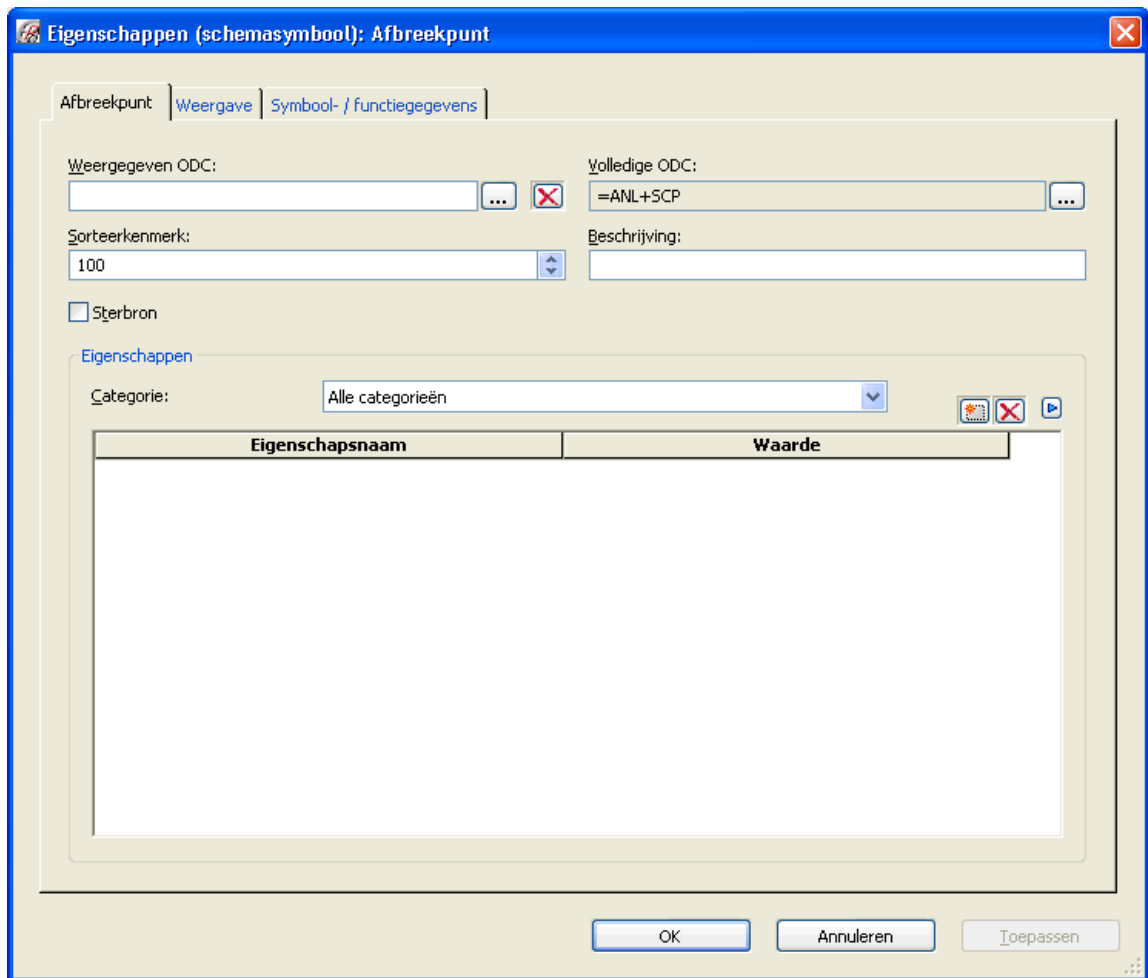 Eigenschappen (schemasymbool): Afbreekpunt
Afbreekpunt Weergave Symbool- / functiegegevens
Weergegeven ODC: Volledige ODC:
... =ANL+SCP ...
Sorteerkenmerk: Beschrijving:
100
Sterbron
Eigenschappen
Categorie: Alle categorieën
Eigenschapsnaam Waarde
OK Annuleren Toepassen